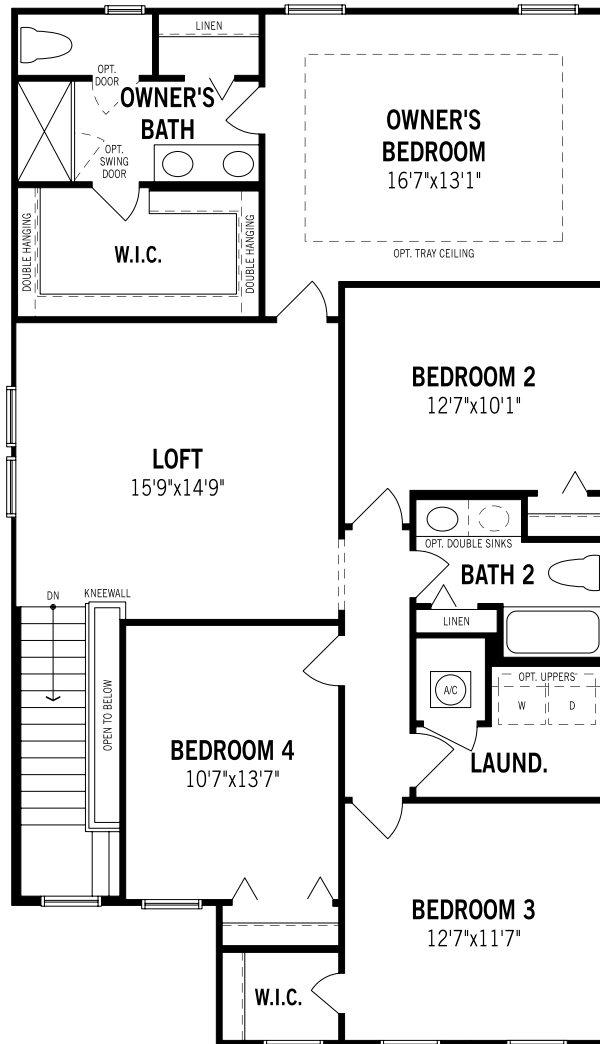 LINEN
OPT.
DOOR
OWNER'S
BATH
OPT.
SWING
DOOR
OWNER'S
BEDROOM
16'7"x13'1"
OPT. TRAY CEILING
DOUBLE HANGING
W.I.C.
DOUBLE HANGING
BEDROOM 2
12'7"x10'1"
LOFT
15'9"x14'9"
OPT. DOUBLE SINKS
BATH 2
DN
KNEEWALL
LINEN
OPEN TO BELOW
A/C
OPT. UPPERS
W
D
LAUND.
BEDROOM 4
10'7"x13'7"
BEDROOM 3
12'7"x11'7"
W.I.C.